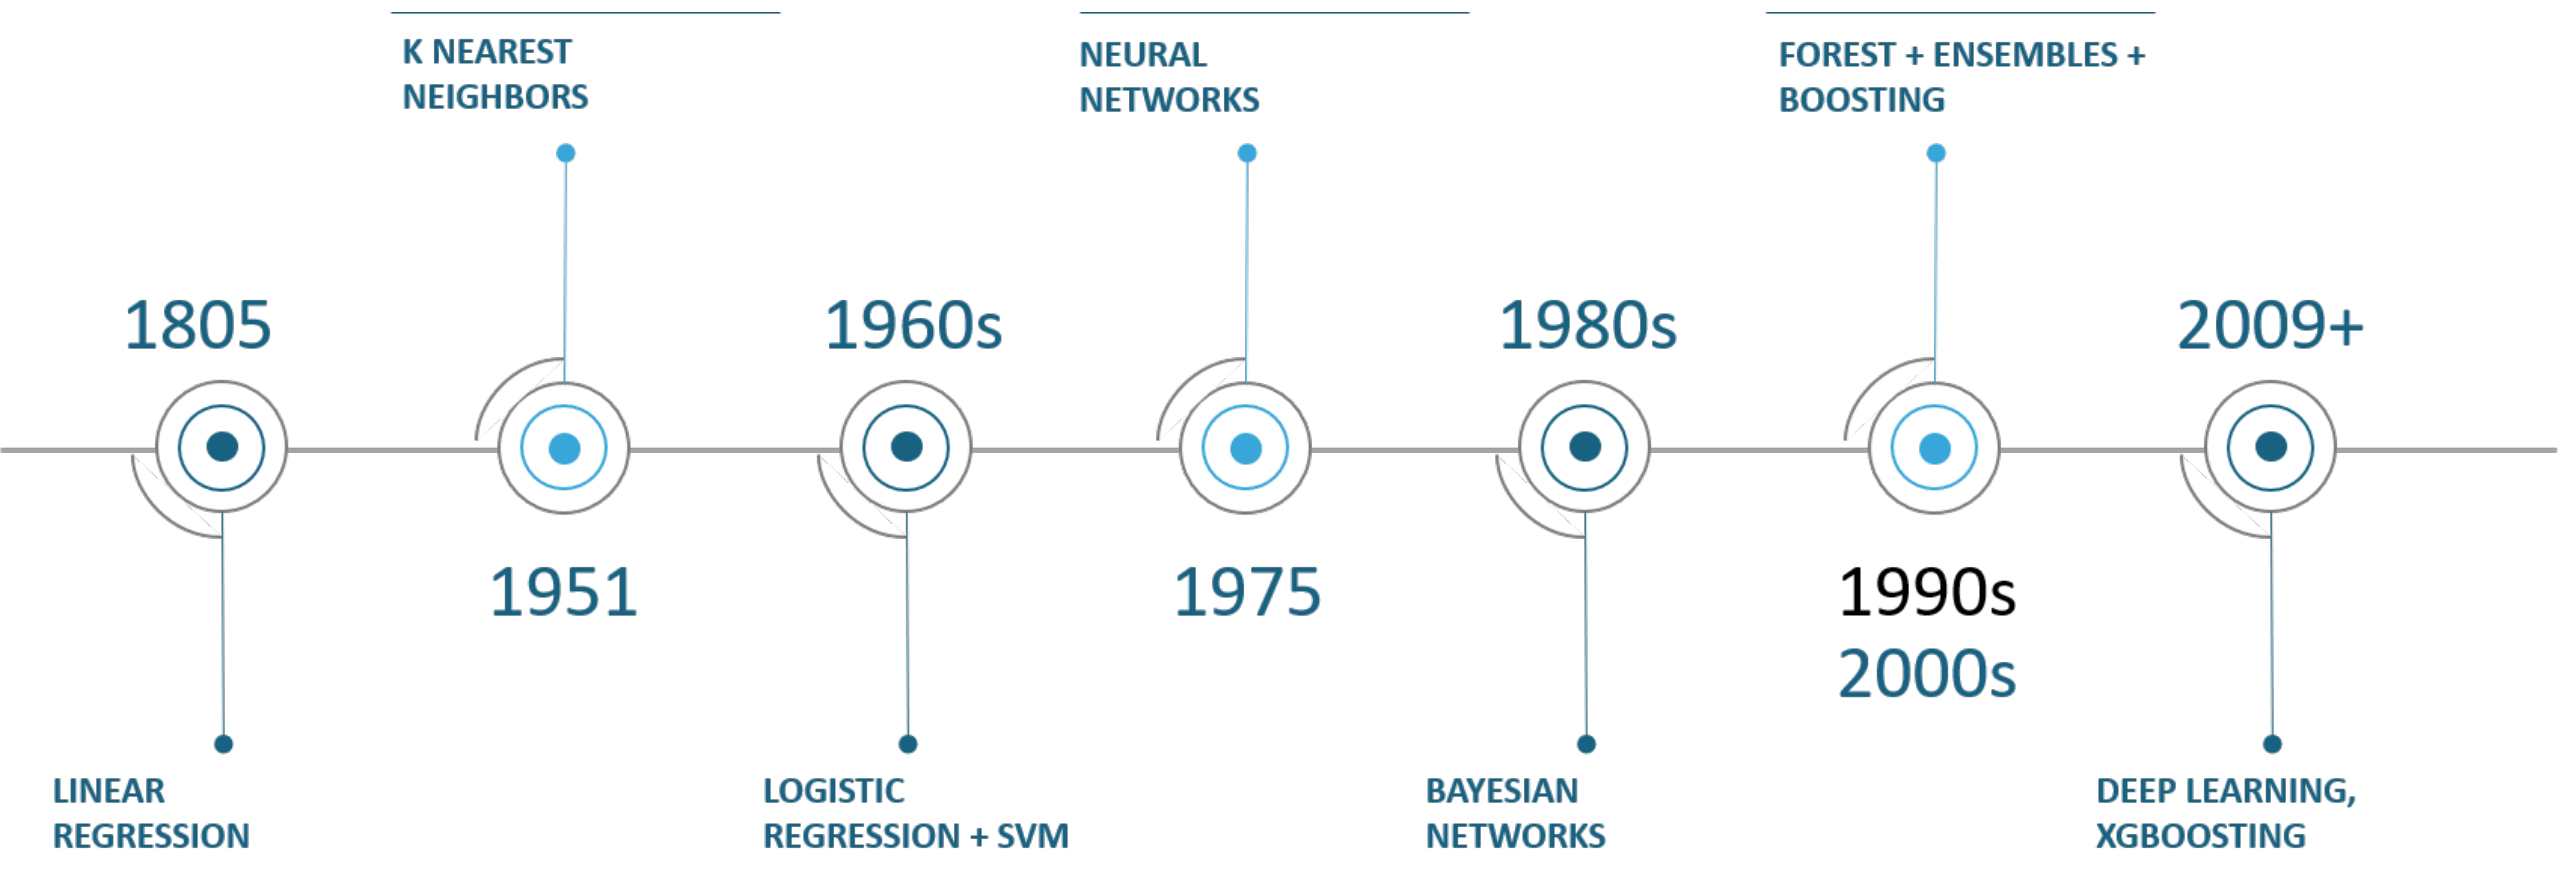 K NEAREST
NEIGHBORS
NEURAL
NETWORKS
FOREST + ENSEMBLES +
BOOSTING
1805
1960s
1980s
2009+
1951
1975
1990s
2000s
LINEAR
REGRESSION
LOGISTIC
REGRESSION + SVM
BAYESIAN
NETWORKS
DEEP LEARNING,
XGBOOSTING